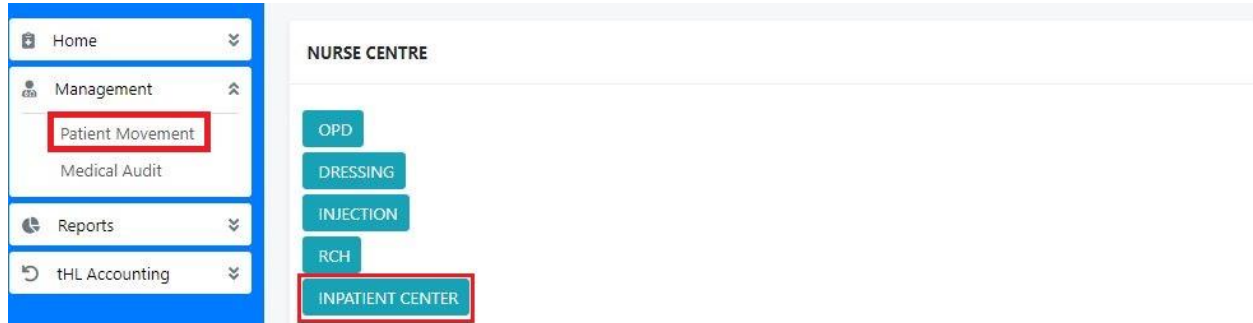 Home
Management
Patient Movement
Medical Audit
Reports
tHL Accounting
NURSE CENTRE
OPD
DRESSING
INJECTION
RCH
INPATIENT CENTER